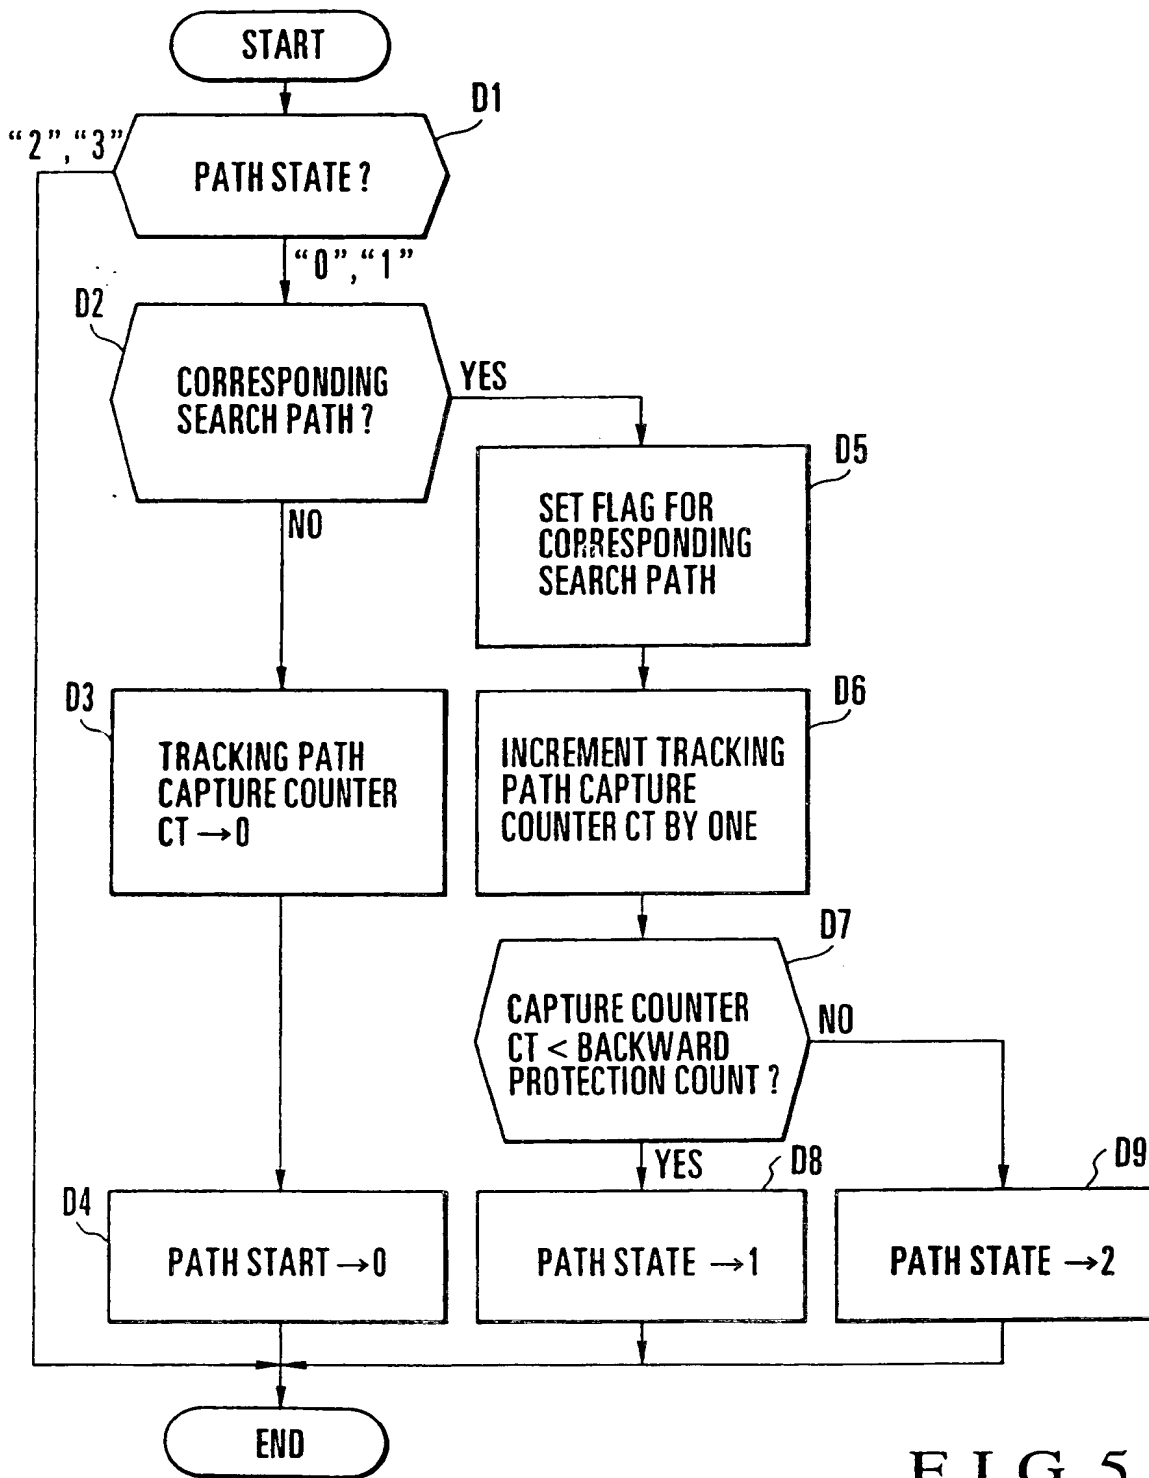 START
D1
"2", "3"
PATH STATE ?
"0", "1"
D2
CORRESPONDING
SEARCH PATH ?
YES
NO
D5
SET FLAG FOR
CORRESPONDING
SEARCH PATH
D3
TRACKING PATH
CAPTURE COUNTER
CT → 0
D6
INCREMENT TRACKING
PATH CAPTURE
COUNTER CT BY ONE
D7
CAPTURE COUNTER
CT < BACKWARD
PROTECTION COUNT ?
NO
YES
D4
PATH START → 0
D8
PATH STATE → 1
D9
PATH STATE → 2
END
FIG. 5